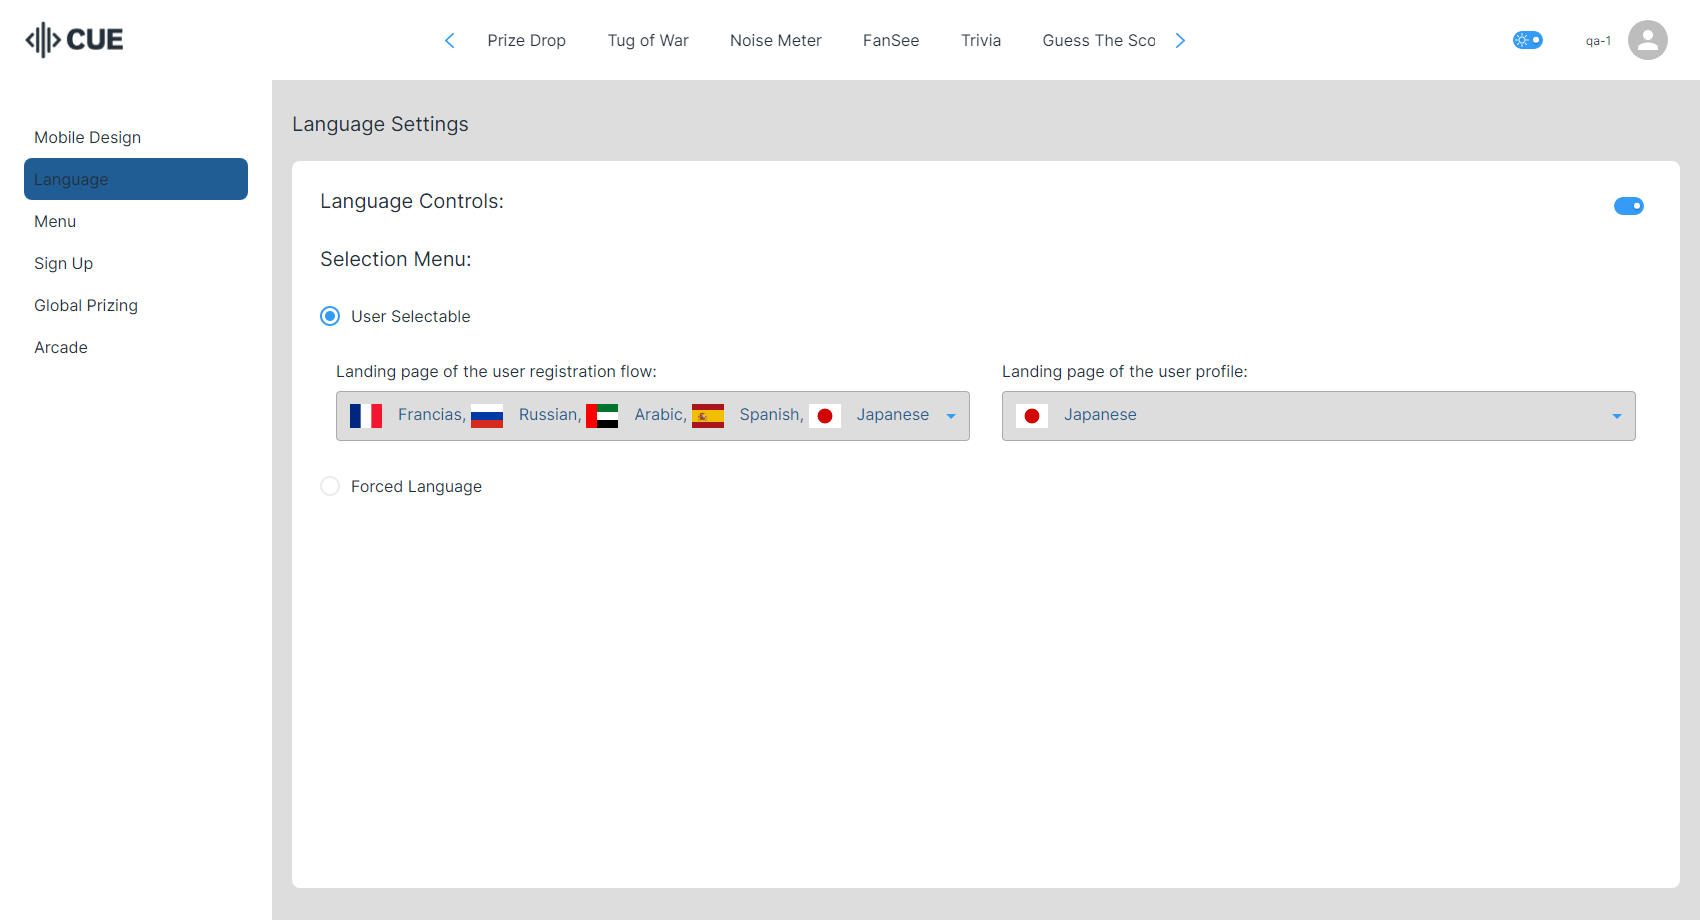 CUE
Prize Drop
Tug of War
Noise Meter
FanSee
Trivia
Guess The Sco
qa-1
Mobile Design
Language
Menu
Sign Up
Global Prizing
Arcade
Language Settings
Language Controls:
Selection Menu:
User Selectable
Landing page of the user registration flow:
Francias, Russian, Arabic, Spanish, Japanese
Landing page of the user profile:
Japanese
Forced Language